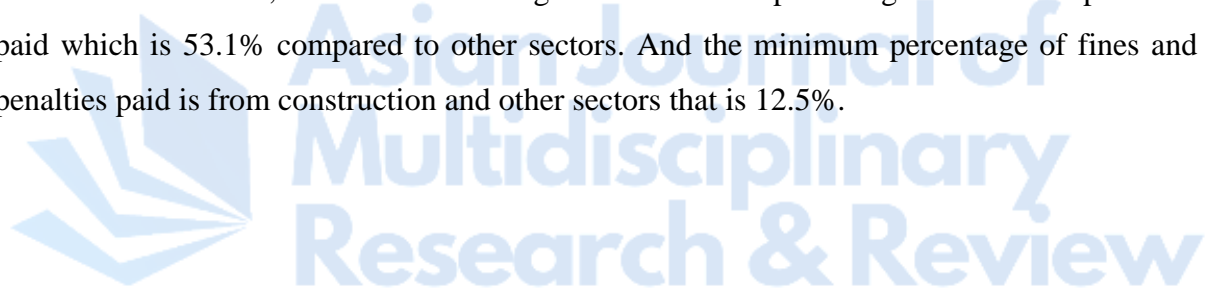 paid which is 53.1% compared to other sectors. And the minimum percentage of fines and
penalties paid is from construction and other sectors that is 12.5%.
Asian Journal of
Multidisciplinary
Research & Review